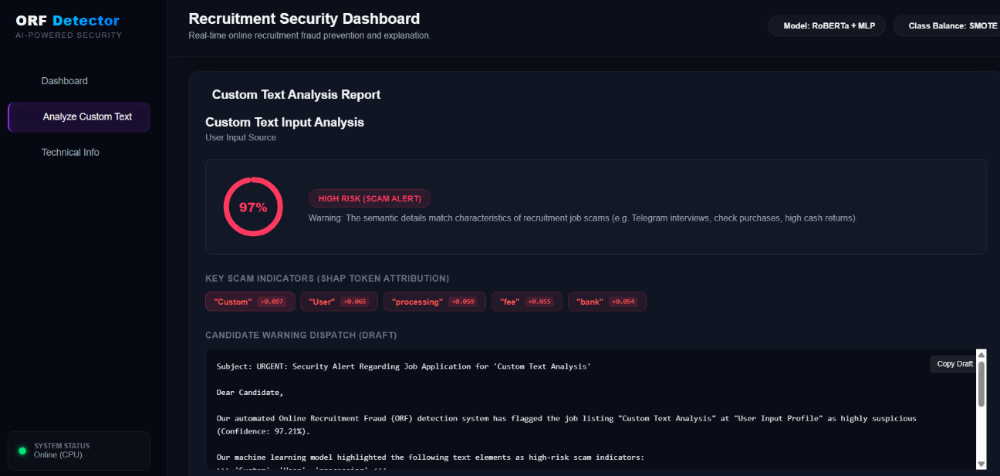 ORF Detector
AI-POWERED SECURITY
Dashboard
Analyze Custom Text
Technical Info
SYSTEM STATUS
Online (CPU)
Recruitment Security Dashboard
Real-time online recruitment fraud prevention and explanation.
Model: RoBERTa + MLP
Class Balance: SMOTE
Custom Text Analysis Report
Custom Text Input Analysis
User Input Source
97%
HIGH RISK (SCAM ALERT)
Warning: The semantic details match characteristics of recruitment job scams (e.g. Telegram interviews, check purchases, high cash returns).
KEY SCAM INDICATORS (SHAP TOKEN ATTRIBUTION)
"Custom" +0.097
"User" +0.065
"processing" +0.059
"fee" +0.055
"bank" +0.054
CANDIDATE WARNING DISPATCH (DRAFT)
Copy Draft
Subject: URGENT: Security Alert Regarding Job Application for 'Custom Text Analysis'
Dear Candidate,
Our automated Online Recruitment Fraud (ORF) detection system has flagged the job listing "Custom Text Analysis" at "User Input Profile" as highly suspicious
(Confidence: 97.21%).
Our machine learning model highlighted the following text elements as high-risk scam indicators:
'Custom', 'User', 'processing'